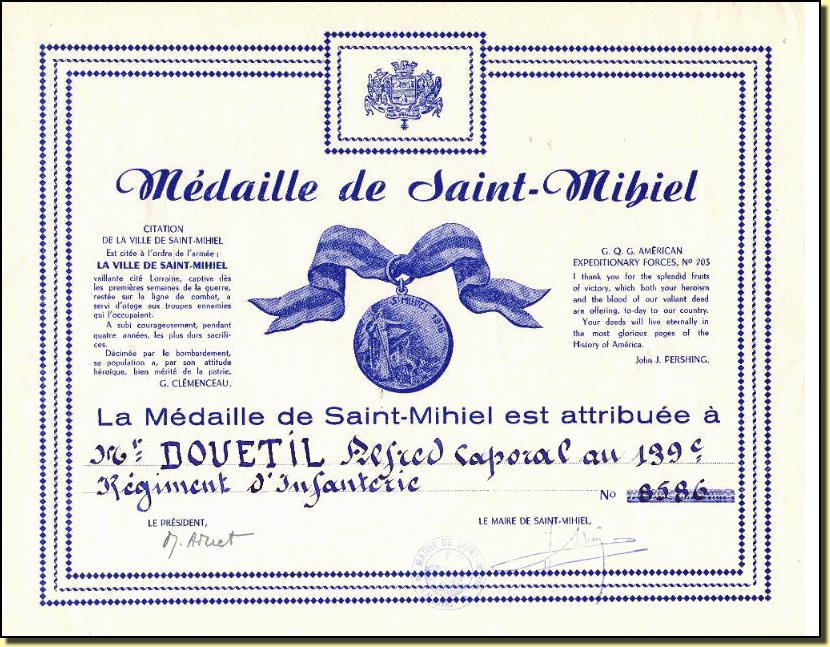 Médaille de Saint-Mihiel
CITATION
DE LA VILLE DE SAINT-MIHIEL
Est citée à l'ordre de l'armée :
LA VILLE DE SAINT-MIHIEL
vaillante cité Lorraine, captive dès
les premières semaines de la guerre,
restée sur la ligne de combat, a
servi d'otage aux troupes ennemies
qui l'occupaient.
A subi courageusement, pendant
quatre années, les plus durs sacrifi-
ces.
Décimée par le bombardement,
sa population a, par son attitude
héroïque, bien mérité de la patrie.
G. CLÉMENCEAU.
G. Q. G. AMÉRICAN
EXPEDITIONARY FORCES, Nº 203
I thank you for the splendid fruits
of victory, which both your heroism
and the blood of our valiant dead
are offering, to-day to our country.
Your deeds will live eternally in
the most glorious pages of the
History of America.
John J. PERSHING.
La Médaille de Saint-Mihiel est attribuée à
Mr DOUETIL Alfred Caporal au 139e
Régiment d'Infanterie
No 8586
LE PRÉSIDENT,
LE MAIRE DE SAINT-MIHIEL,